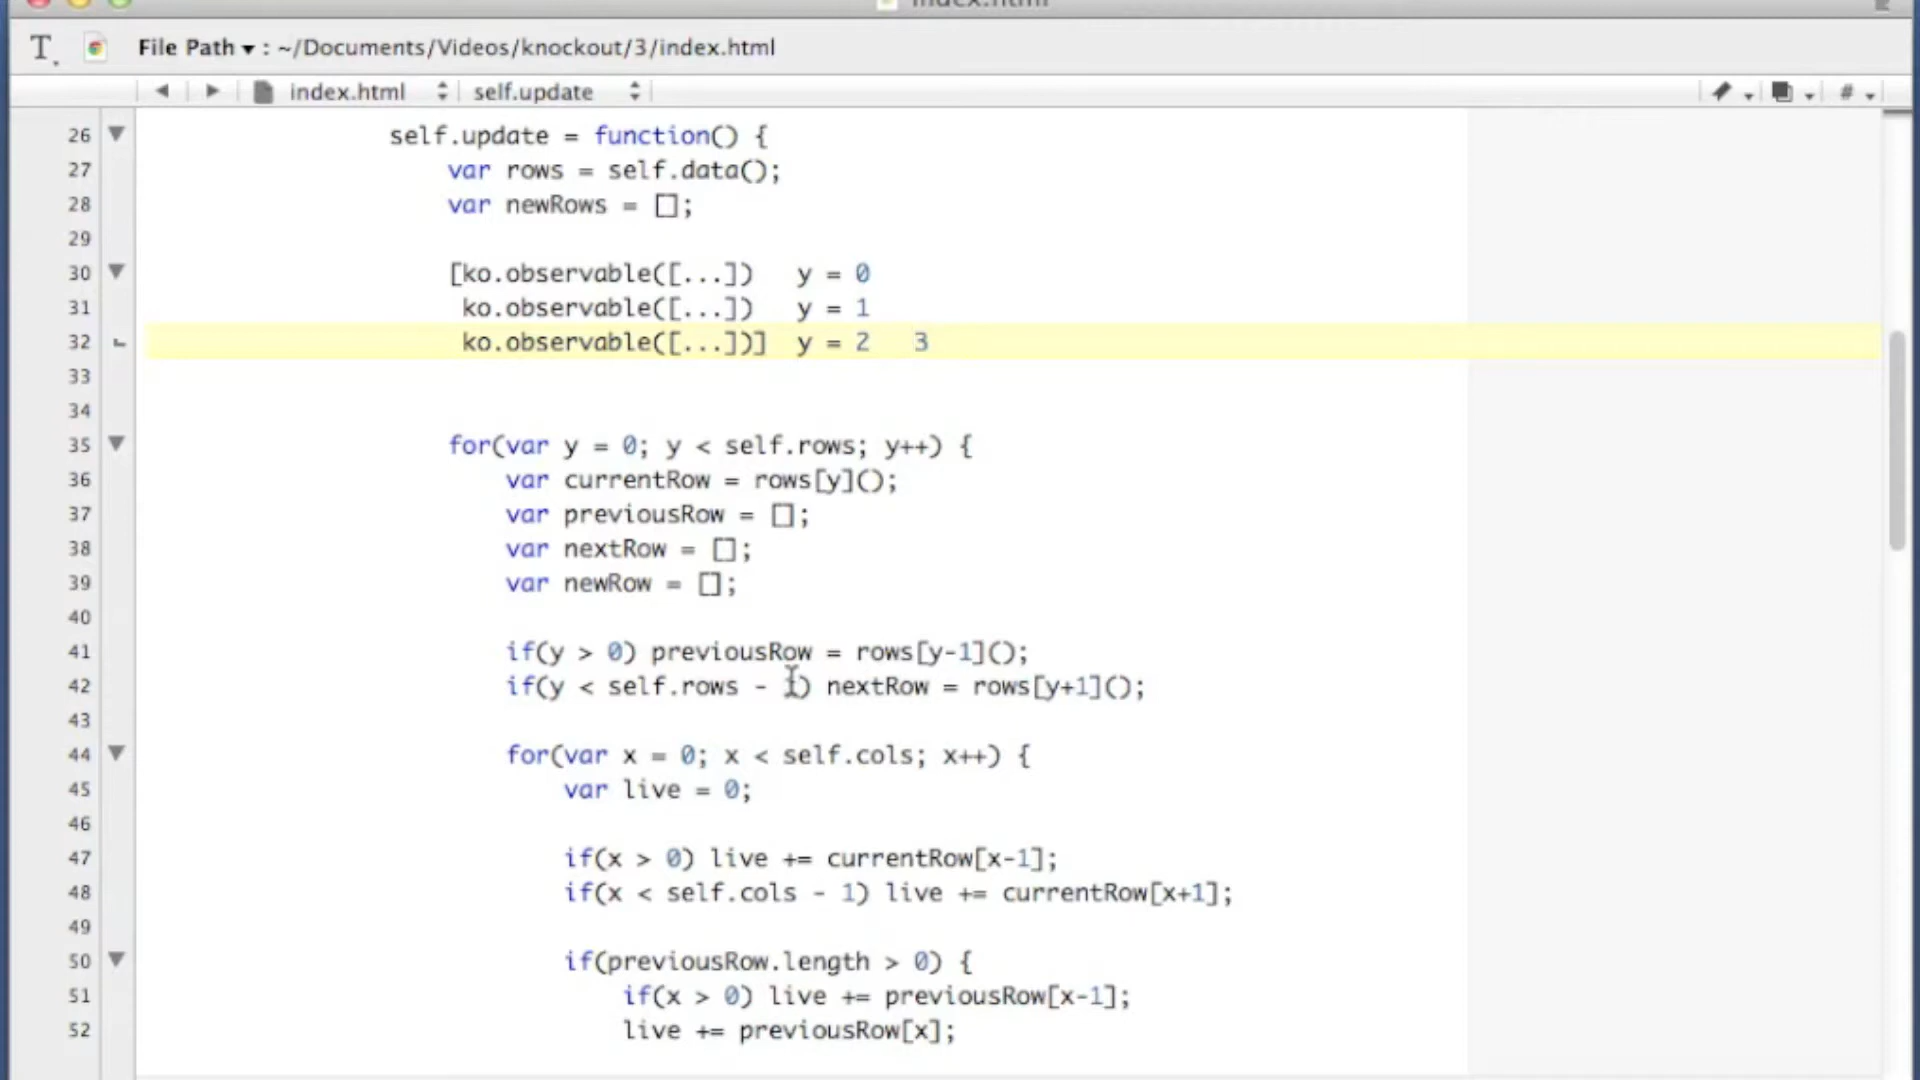 index.html
File Path ▾ : ~/Documents/Videos/knockout/3/index.html
index.html self.update #
26 self.update = function() {
27 var rows = self.data();
28 var newRows = [];
29
30 [ko.observable([...]) y = 0
31 ko.observable([...]) y = 1
32 ko.observable([...])] y = 2 3
33
34
35 for(var y = 0; y < self.rows; y++) {
36 var currentRow = rows[y]();
37 var previousRow = [];
38 var nextRow = [];
39 var newRow = [];
40
41 if(y > 0) previousRow = rows[y-1]();
42 if(y < self.rows - 1) nextRow = rows[y+1]();
43
44 for(var x = 0; x < self.cols; x++) {
45 var live = 0;
46
47 if(x > 0) live += currentRow[x-1];
48 if(x < self.cols - 1) live += currentRow[x+1];
49
50 if(previousRow.length > 0) {
51 if(x > 0) live += previousRow[x-1];
52 live += previousRow[x];